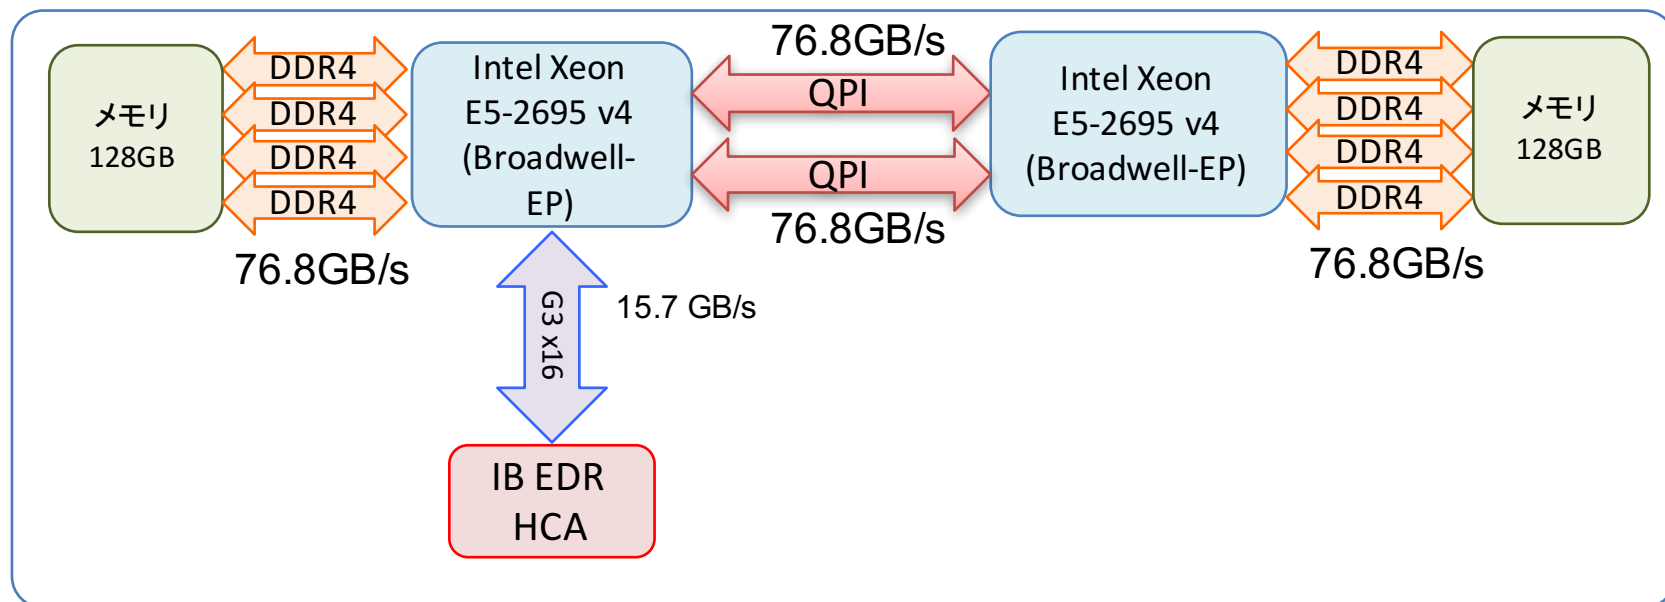 メモリ
128GB
DDR4
DDR4
DDR4
DDR4
76.8GB/s
Intel Xeon
E5-2695 v4
(Broadwell-
EP)
76.8GB/s
QPI
QPI
76.8GB/s
Intel Xeon
E5-2695 v4
(Broadwell-EP)
DDR4
DDR4
DDR4
DDR4
76.8GB/s
メモリ
128GB
G3 x16
15.7 GB/s
IB EDR
HCA